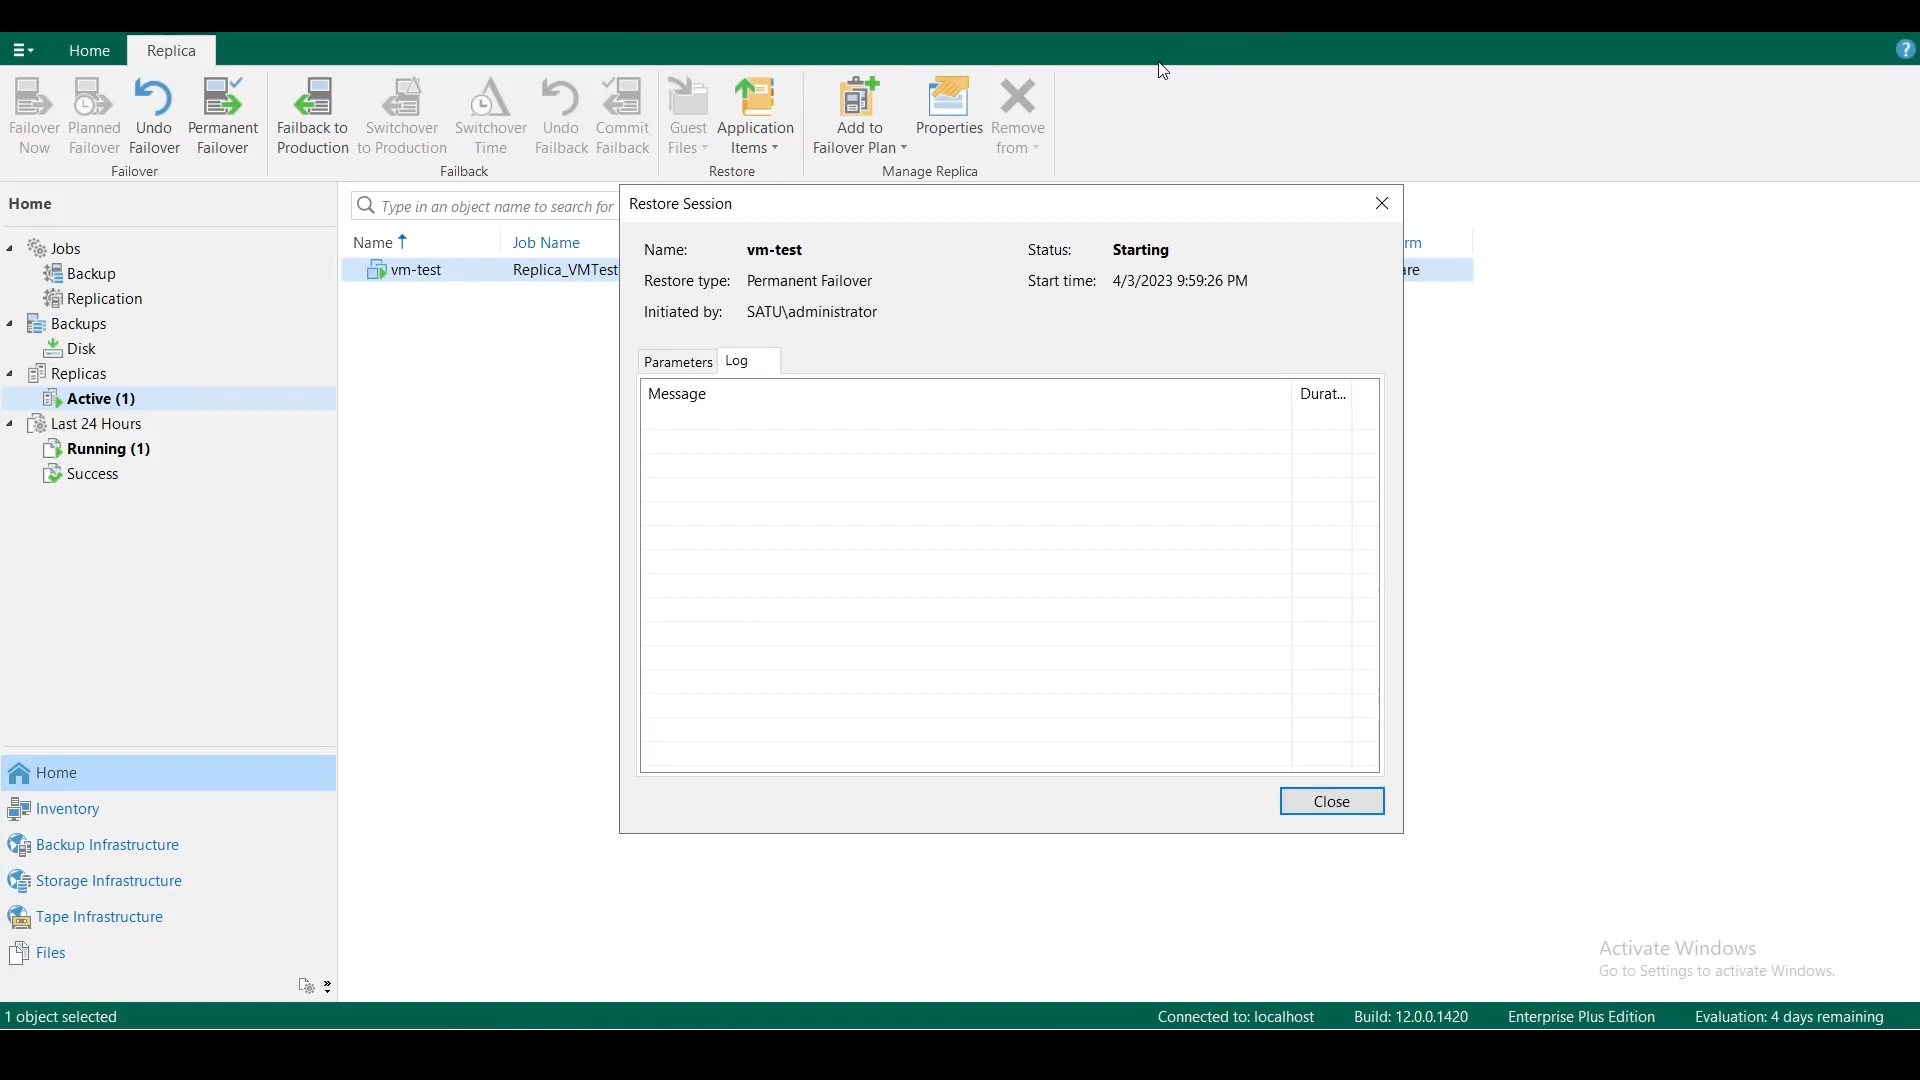 Home
Replica
Failover Now
Planned Failover
Undo Failover
Permanent Failover
Failback to Production
Switchover to Production
Switchover Time
Undo Failback
Commit Failback
Guest Files
Application Items
Add to Failover Plan
Properties
Remove from
Failover
Failback
Restore
Manage Replica
Home
Jobs
Backup
Replication
Backups
Disk
Replicas
Active (1)
Last 24 Hours
Running (1)
Success
Home
Inventory
Backup Infrastructure
Storage Infrastructure
Tape Infrastructure
Files
Type in an object name to search for
Name
Job Name
rm
vm-test
Replica_VMTest
are
Restore Session
Name: vm-test
Status: Starting
Restore type: Permanent Failover
Start time: 4/3/2023 9:59:26 PM
Initiated by: SATU\administrator
Parameters
Log
Message
Durat...
Close
Activate Windows
Go to Settings to activate Windows.
1 object selected
Connected to: localhost
Build: 12.0.0.1420
Enterprise Plus Edition
Evaluation: 4 days remaining